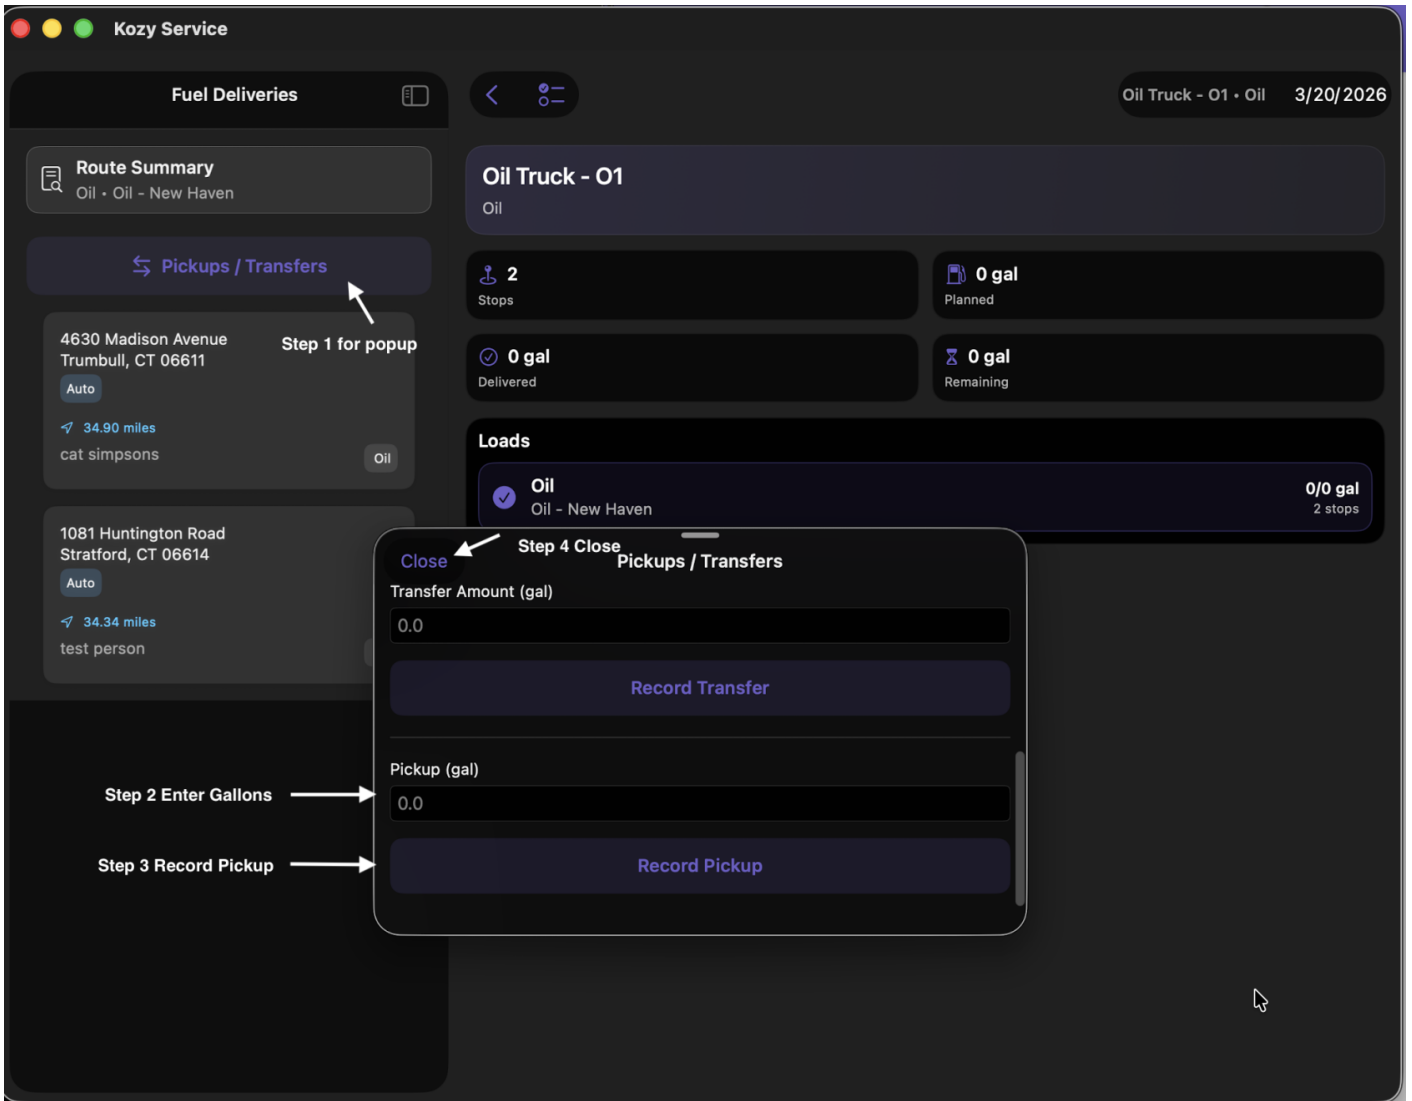 Kozy Service
Fuel Deliveries
Oil Truck - O1 • Oil
3/20/2026
Route Summary
Oil • Oil - New Haven
Pickups / Transfers
Step 1 for popup
4630 Madison Avenue
Trumbull, CT 06611
Auto
34.90 miles
cat simpsons
Oil
1081 Huntington Road
Stratford, CT 06614
Auto
34.34 miles
test person
Oil Truck - O1
Oil
2
Stops
0 gal
Planned
0 gal
Delivered
0 gal
Remaining
Loads
Oil
Oil - New Haven
0/0 gal
2 stops
Close
Step 4 Close
Pickups / Transfers
Transfer Amount (gal)
0.0
Record Transfer
Pickup (gal)
Step 2 Enter Gallons
0.0
Step 3 Record Pickup
Record Pickup